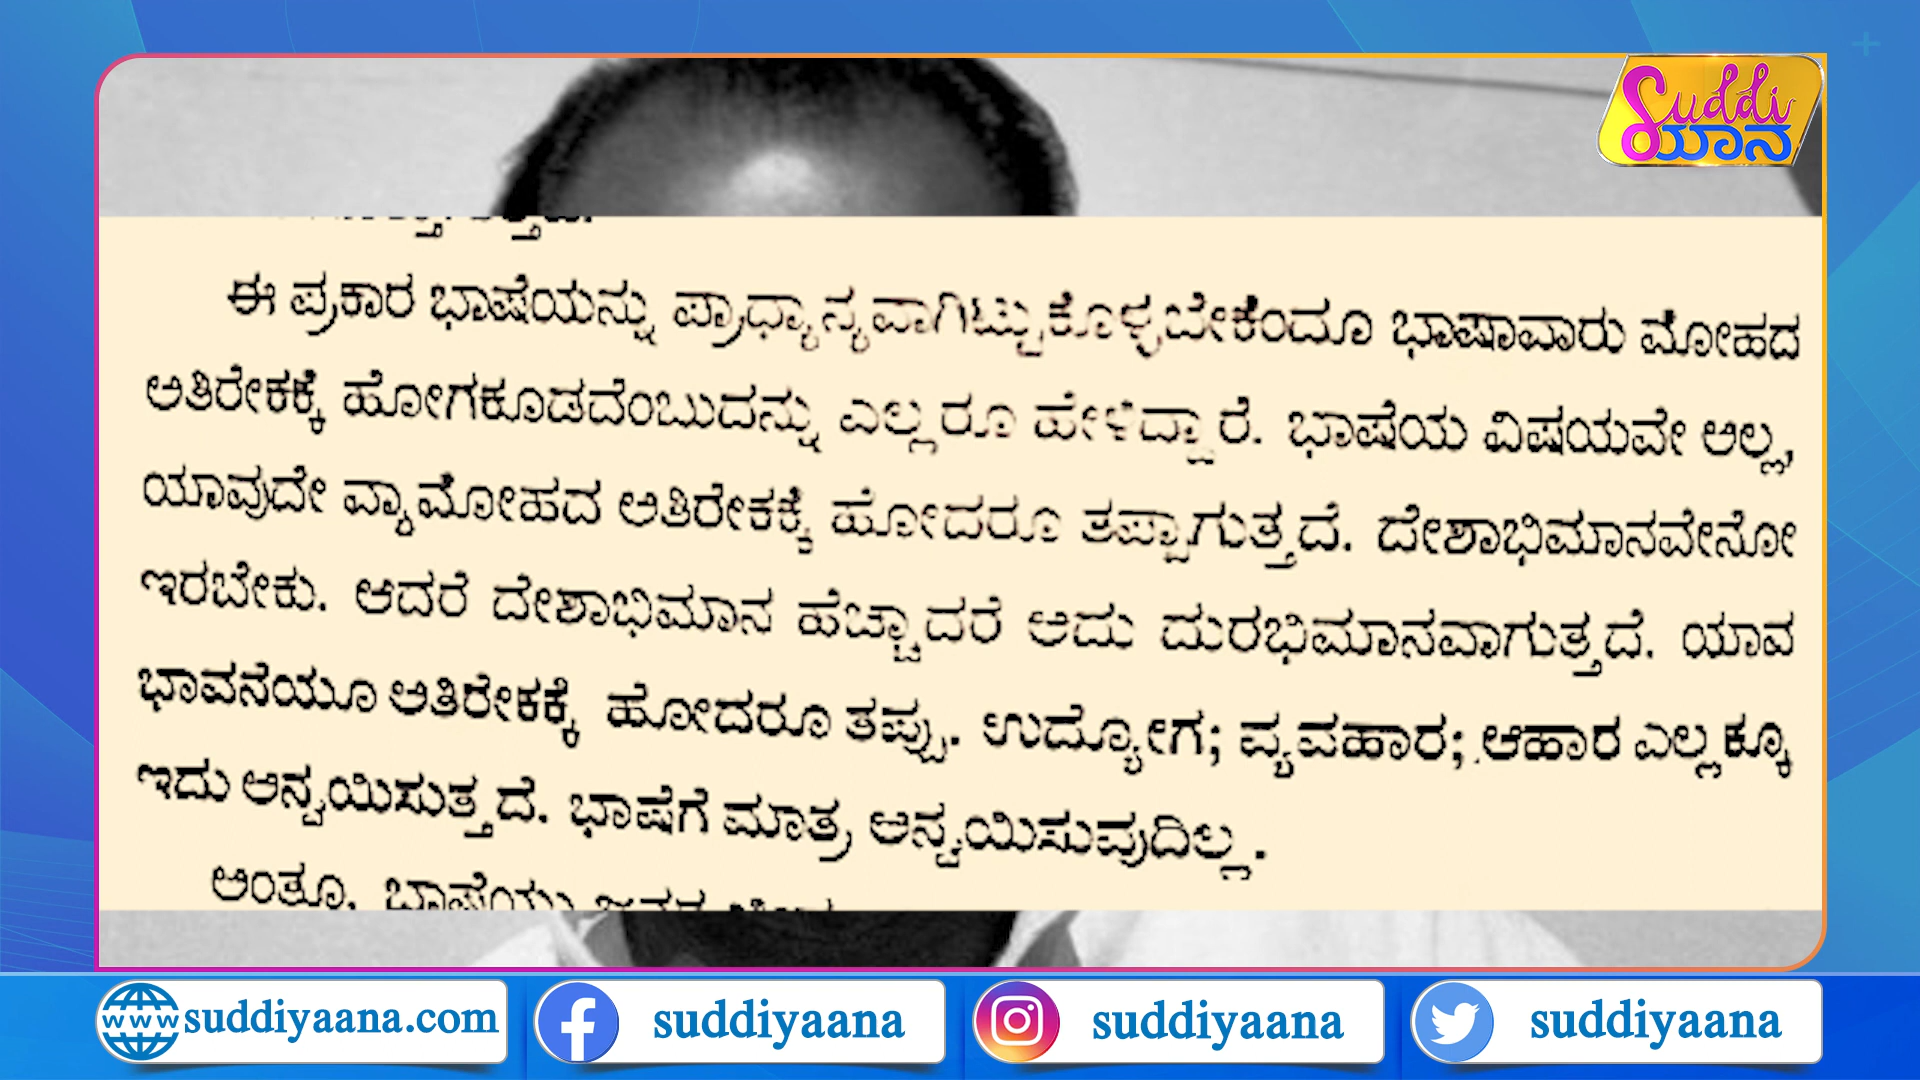 Suddi
ಯಾನ
ಈ ಪ್ರಕಾರ ಭಾಷೆಯನ್ನು ಪ್ರಾಧ್ಯಾನ್ಯವಾಗಿಟ್ಟುಕೊಳ್ಳಬೇಕೆಂದೂ ಭಾಷಾವಾರು ಮೋಹದ
ಅತಿರೇಕಕ್ಕೆ ಹೋಗಕೂಡದೆಂಬುದನ್ನು ಎಲ್ಲರೂ ಹೇಳಿದ್ದಾರೆ. ಭಾಷೆಯ ವಿಷಯವೇ ಅಲ್ಲ,
ಯಾವುದೇ ವ್ಯಾಮೋಹದ ಅತಿರೇಕಕ್ಕೆ ಹೋದರೂ ತಪ್ಪಾಗುತ್ತದೆ. ದೇಶಾಭಿಮಾನವೇನೋ
ಇರಬೇಕು. ಆದರೆ ದೇಶಾಭಿಮಾನ ಹೆಚ್ಚಾದರೆ ಅದು ದುರಭಿಮಾನವಾಗುತ್ತದೆ. ಯಾವ
ಭಾವನೆಯೂ ಅತಿರೇಕಕ್ಕೆ ಹೋದರೂ ತಪ್ಪು. ಉದ್ಯೋಗ; ವ್ಯವಹಾರ; ಆಹಾರ ಎಲ್ಲಕ್ಕೂ
ಇದು ಅನ್ವಯಿಸುತ್ತದೆ. ಭಾಷೆಗೆ ಮಾತ್ರ ಅನ್ವಯಿಸುವುದಿಲ್ಲ.
ಅಂತೂ, ಭಾಷೆಯು
www suddiyaana.com suddiyaana suddiyaana suddiyaana